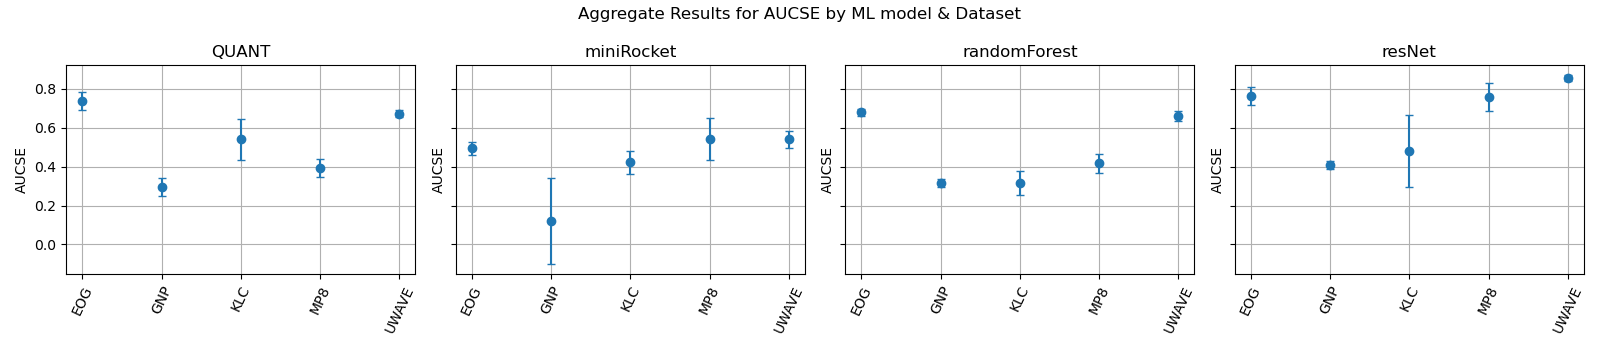 Aggregate Results for AUCSE by ML model & Dataset
QUANT
AUCSE
0.8
0.6
0.4
0.2
0.0
EOG
GNP
KLC
MP8
UWAVE
miniRocket
AUCSE
EOG
GNP
KLC
MP8
UWAVE
randomForest
AUCSE
EOG
GNP
KLC
MP8
UWAVE
resNet
AUCSE
EOG
GNP
KLC
MP8
UWAVE